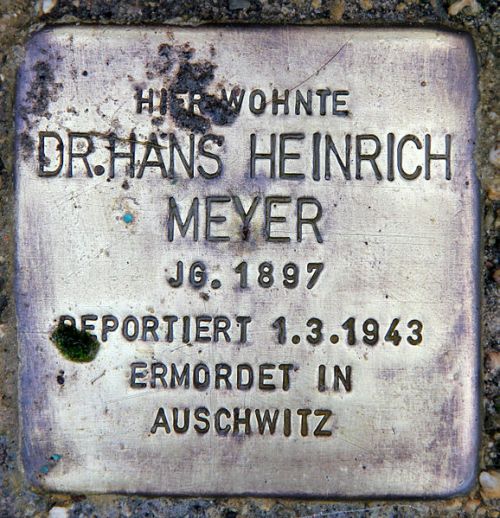 HIER WOHNTE
DR. HANS HEINRICH
MEYER
JG. 1897
DEPORTIERT 1.3.1943
ERMORDET IN
AUSCHWITZ